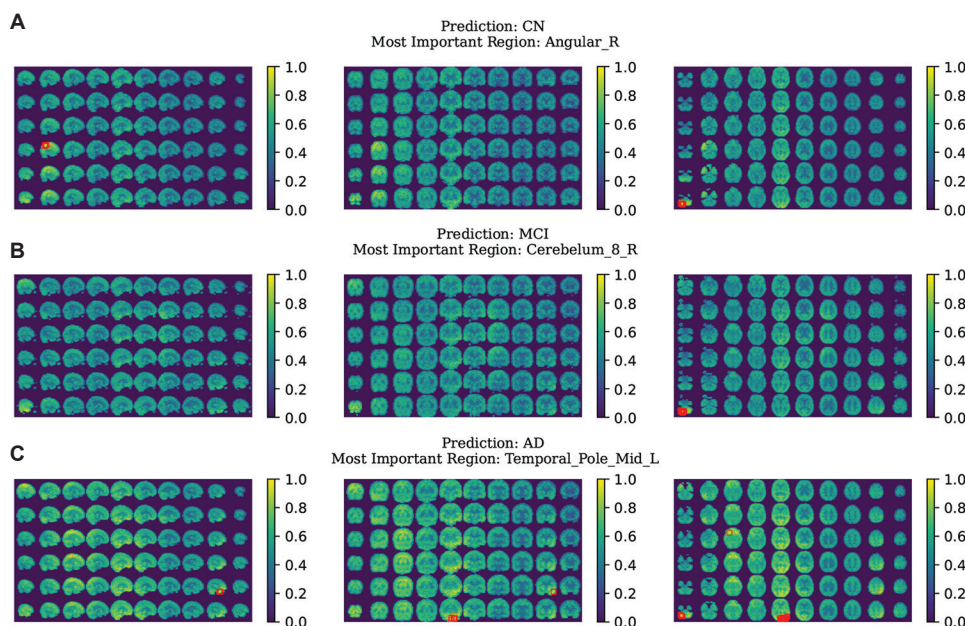 A
Prediction: CN
Most Important Region: Angular_R
1.0 1.0 1.0
0.8 0.8 0.8
0.6 0.6 0.6
0.4 0.4 0.4
0.2 0.2 0.2
0.0 0.0 0.0
B
Prediction: MCI
Most Important Region: Cerebelum_8_R
1.0 1.0 1.0
0.8 0.8 0.8
0.6 0.6 0.6
0.4 0.4 0.4
0.2 0.2 0.2
0.0 0.0 0.0
C
Prediction: AD
Most Important Region: Temporal_Pole_Mid_L
1.0 1.0 1.0
0.8 0.8 0.8
0.6 0.6 0.6
0.4 0.4 0.4
0.2 0.2 0.2
0.0 0.0 0.0